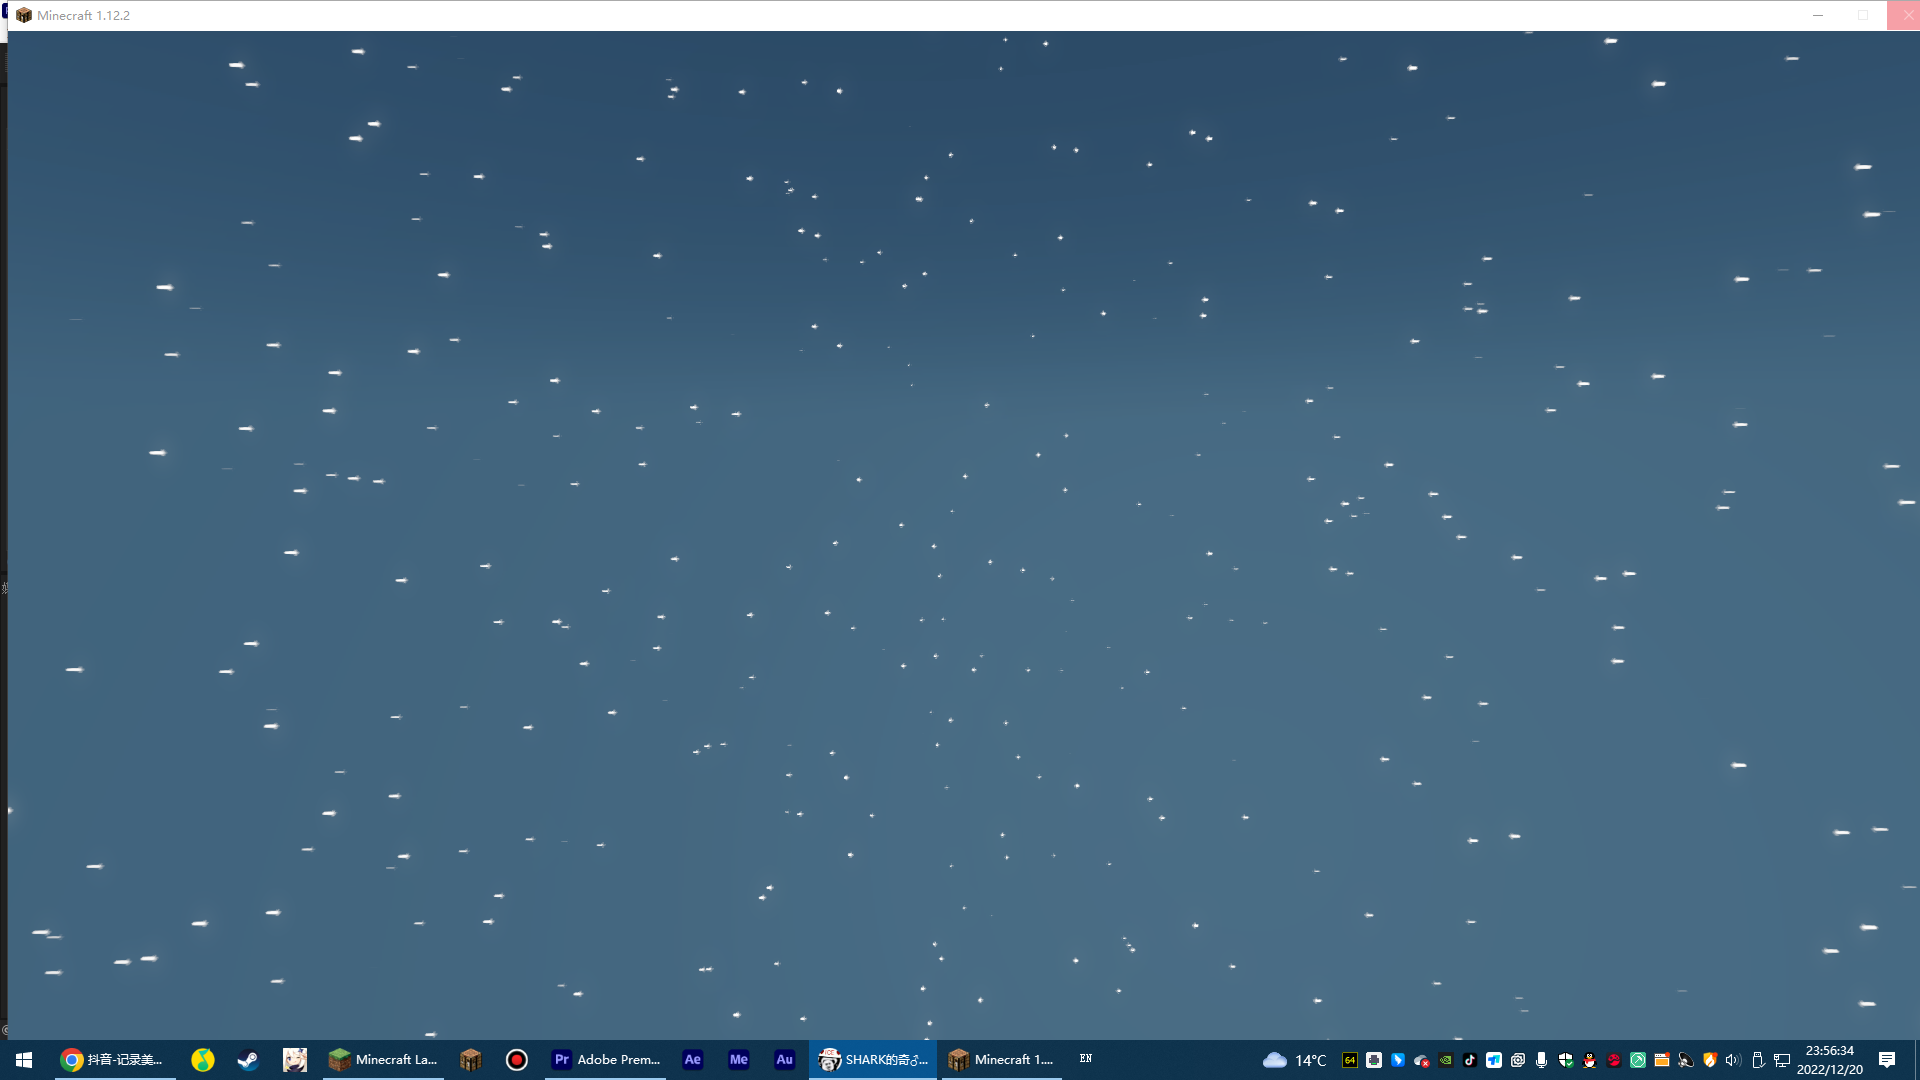 Minecraft 1.12.2
抖音-记录美...
Minecraft La...
Pr
Adobe Prem...
Ae
Me
Au
SHARK的奇♂...
Minecraft 1....
EN
14°C
64
23:56:34
2022/12/20